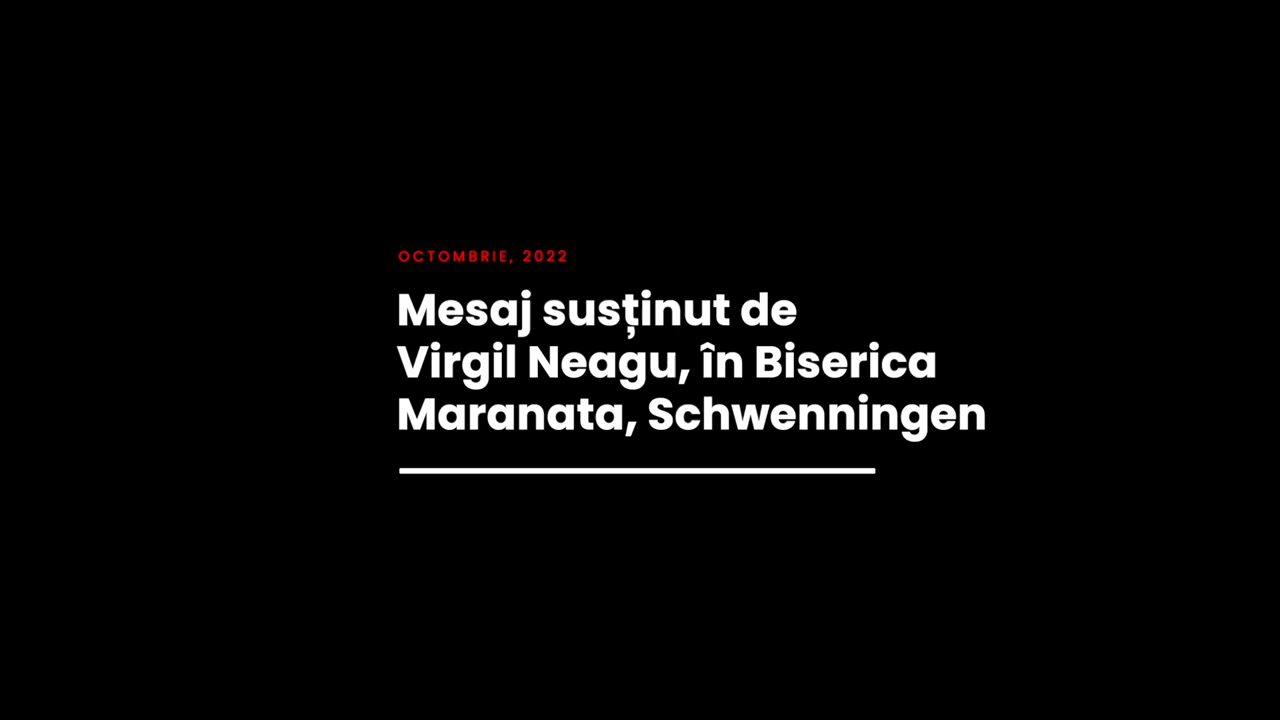 OCTOMBRIE, 2022
Mesaj susținut de
Virgil Neagu, în Biserica
Maranata, Schwenningen